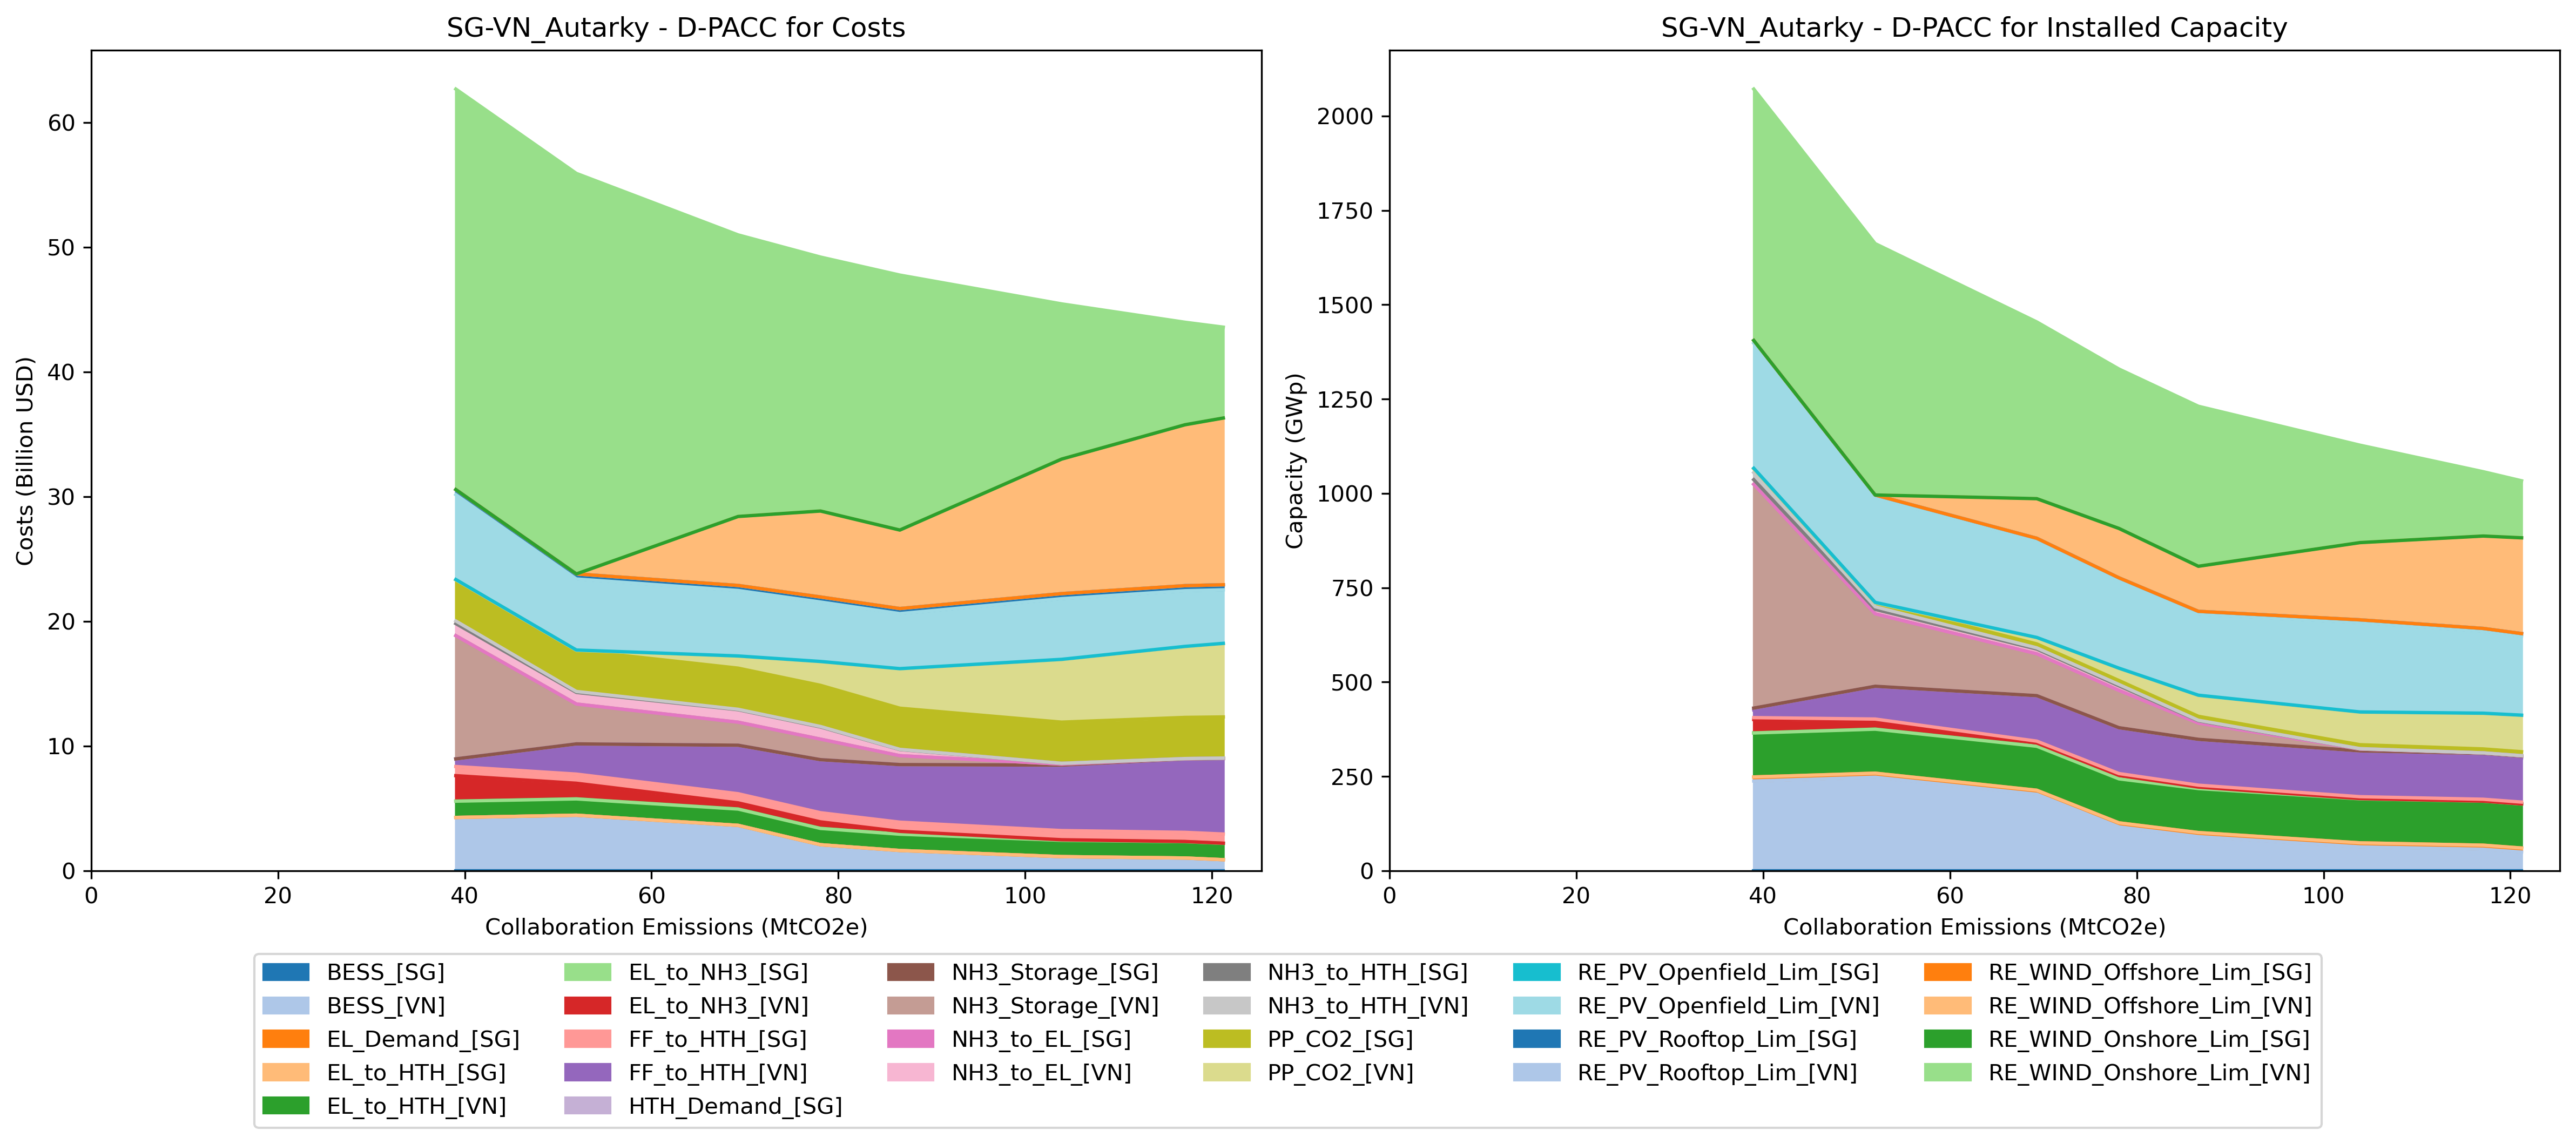 SG-VN_Autarky - D-PACC for Costs
Costs (Billion USD)
60
50
40
30
20
10
0
0 20 40 60 80 100 120
Collaboration Emissions (MtCO2e)
SG-VN_Autarky - D-PACC for Installed Capacity
Capacity (GWp)
2000
1750
1500
1250
1000
750
500
250
0
0 20 40 60 80 100 120
Collaboration Emissions (MtCO2e)
BESS_[SG]
BESS_[VN]
EL_Demand_[SG]
EL_to_HTH_[SG]
EL_to_HTH_[VN]
EL_to_NH3_[SG]
EL_to_NH3_[VN]
FF_to_HTH_[SG]
FF_to_HTH_[VN]
HTH_Demand_[SG]
NH3_Storage_[SG]
NH3_Storage_[VN]
NH3_to_EL_[SG]
NH3_to_EL_[VN]
NH3_to_HTH_[SG]
NH3_to_HTH_[VN]
PP_CO2_[SG]
PP_CO2_[VN]
RE_PV_Openfield_Lim_[SG]
RE_PV_Openfield_Lim_[VN]
RE_PV_Rooftop_Lim_[SG]
RE_PV_Rooftop_Lim_[VN]
RE_WIND_Offshore_Lim_[SG]
RE_WIND_Offshore_Lim_[VN]
RE_WIND_Onshore_Lim_[SG]
RE_WIND_Onshore_Lim_[VN]